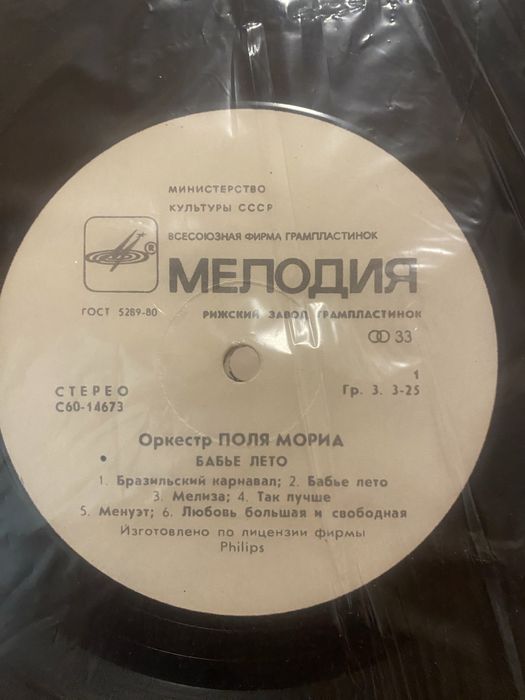 МИНИСТЕРСТВО
КУЛЬТУРЫ СССР
ВСЕСОЮЗНАЯ ФИРМА ГРАМПЛАСТИНОК
®
МЕЛОДИЯ
ГОСТ 5289-80
РИЖСКИЙ ЗАВОД ГРАМПЛАСТИНОК
33
СТЕРЕО
1
С60-14673
Гр. 3. 3-25
Оркестр ПОЛЯ МОРИА
БАБЬЕ ЛЕТО
1. Бразильский карнавал; 2. Бабье лето
3. Мелиза; 4. Так лучше
5. Менуэт; 6. Любовь большая и свободная
Изготовлено по лицензии фирмы
Philips